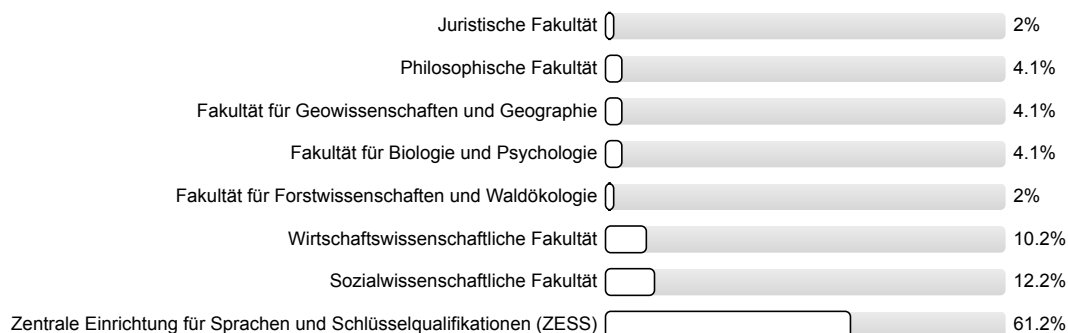 Juristische Fakultät 2%
Philosophische Fakultät 4.1%
Fakultät für Geowissenschaften und Geographie 4.1%
Fakultät für Biologie und Psychologie 4.1%
Fakultät für Forstwissenschaften und Waldökologie 2%
Wirtschaftswissenschaftliche Fakultät 10.2%
Sozialwissenschaftliche Fakultät 12.2%
Zentrale Einrichtung für Sprachen und Schlüsselqualifikationen (ZESS) 61.2%